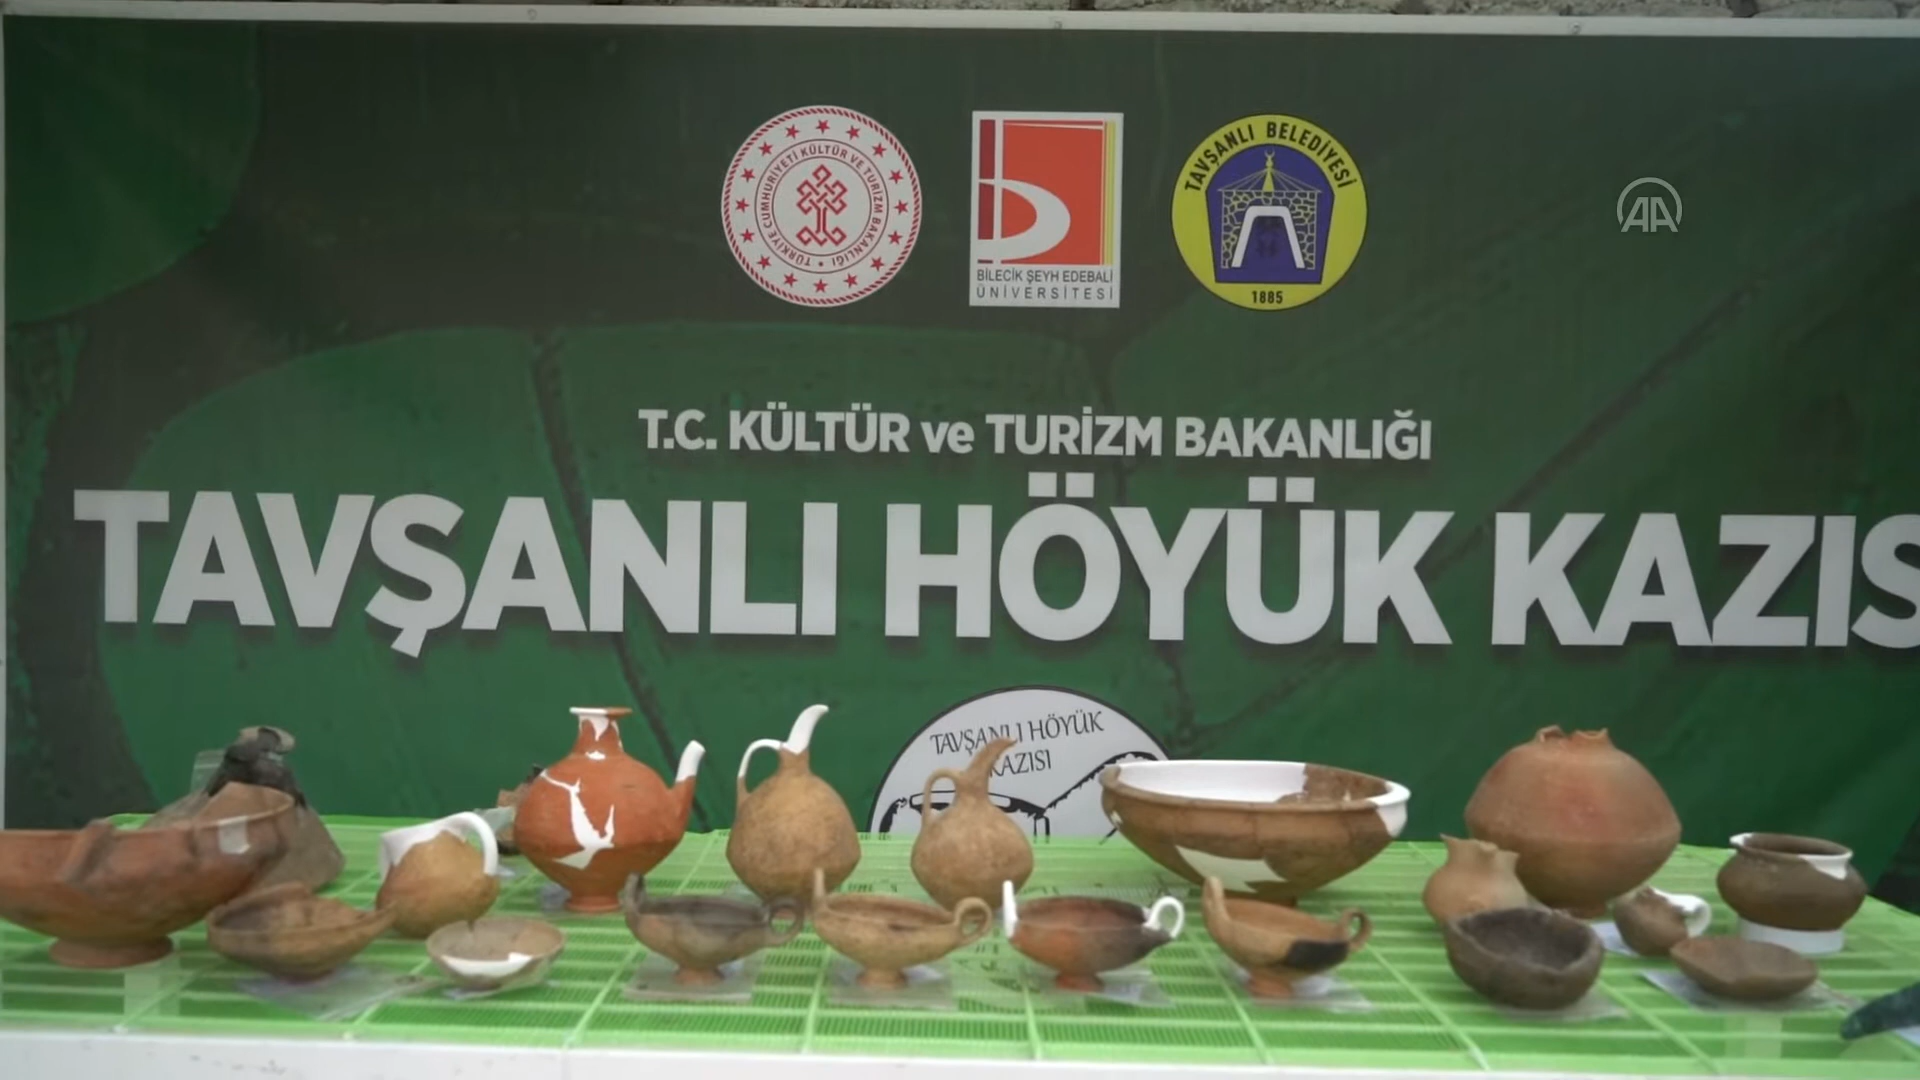 TÜRKİYE CUMHURİYETİ KÜLTÜR VE TURİZM BAKANLIĞI
BİLECİK ŞEYH EDEBALİ
ÜNİVERSİTESİ
TAVŞANLI BELEDİYESİ
1885
AA
T.C. KÜLTÜR ve TURİZM BAKANLIĞI
TAVŞANLI HÖYÜK KAZIS
TAVŞANLI HÖYÜK
KAZISI